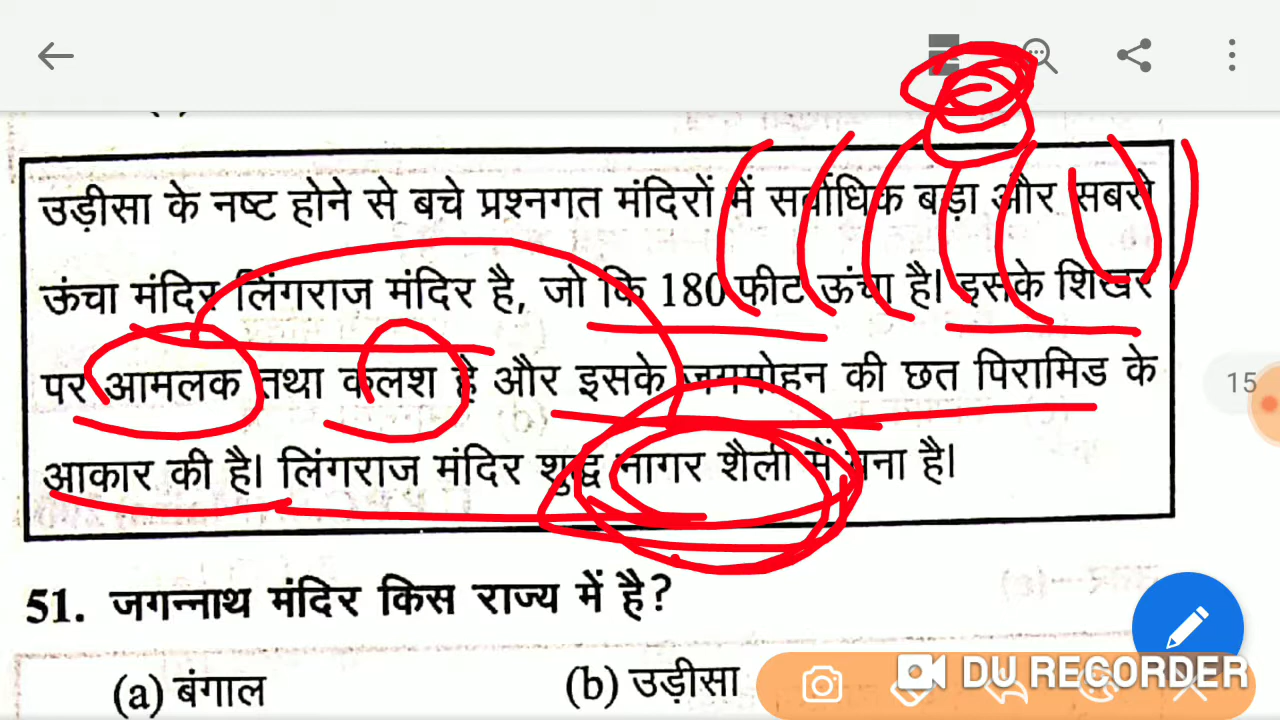 उड़ीसा के नष्ट होने से बचे प्रश्नगत मंदिरों में सर्वाधिक बड़ा और सबसे
ऊंचा मंदिर लिंगराज मंदिर है, जो कि 180 फीट ऊंचा है। इसके शिखर
पर आमलक तथा कलश है और इसके जगमोहन की छत पिरामिड के
आकार की है। लिंगराज मंदिर शुद्ध नागर शैली में बना है।
15
51. जगन्नाथ मंदिर किस राज्य में है?
(a) बंगाल (b) उड़ीसा
DU RECORDER